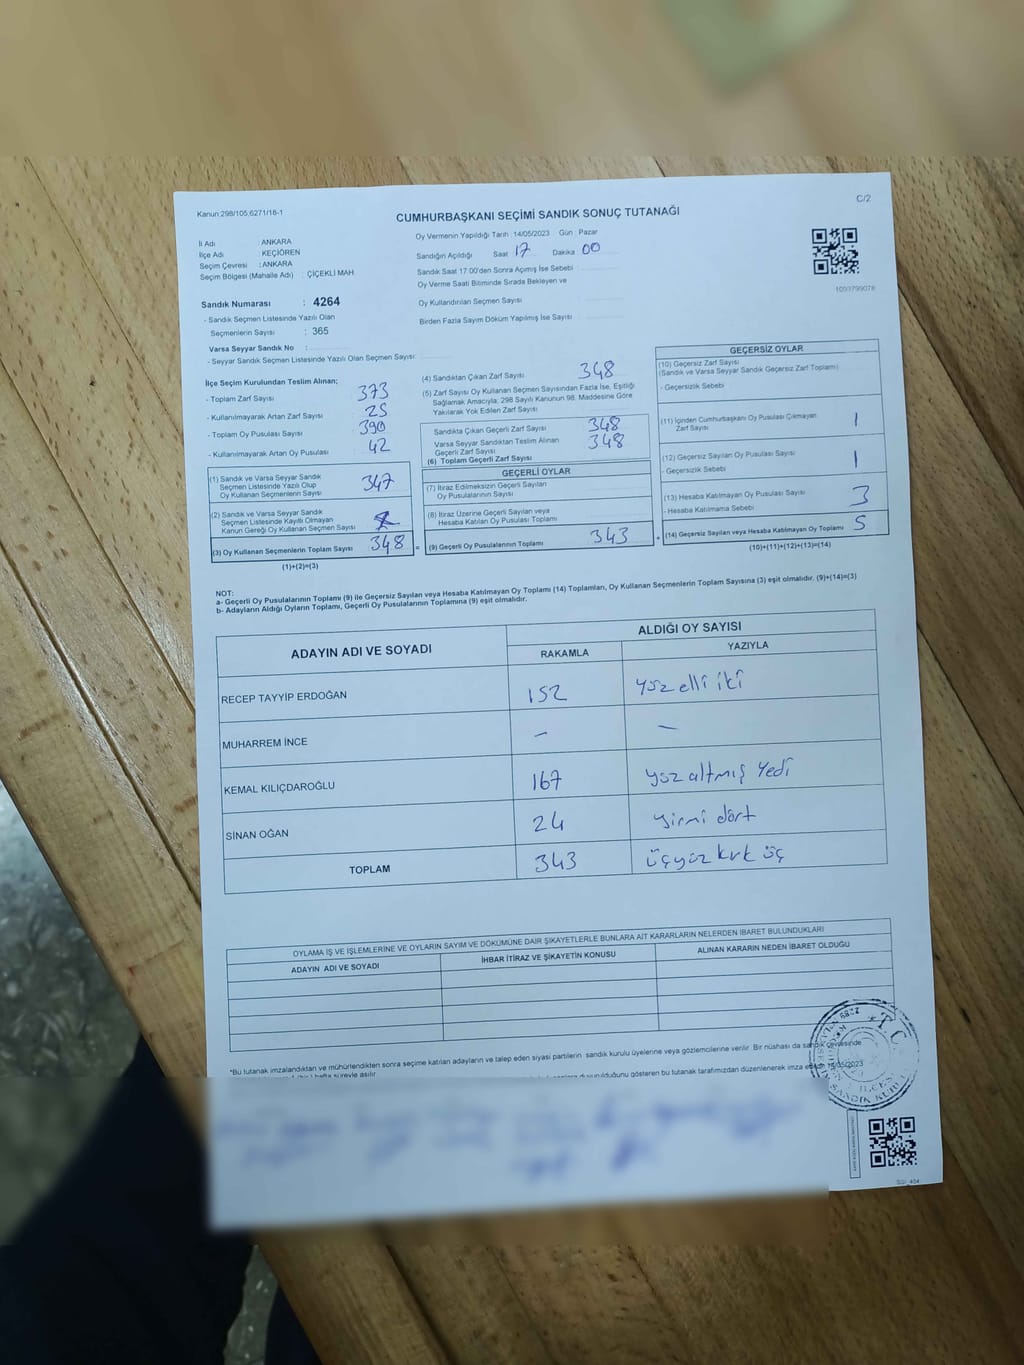 Kanun:298/105;6271/18-1
C/2
CUMHURBAŞKANI SEÇİMİ SANDIK SONUÇ TUTANAĞI
İl Adı : ANKARA
İlçe Adı : KEÇİÖREN
Seçim Çevresi : ANKARA
Seçim Bölgesi (Mahalle Adı) : ÇİÇEKLİ MAH
Sandık Numarası : 4264
- Sandık Seçmen Listesinde Yazılı Olan
Seçmenlerin Sayısı : 365
Varsa Seyyar Sandık No :
- Seyyar Sandık Seçmen Listesinde Yazılı Olan Seçmen Sayısı:
Oy Vermenin Yapıldığı Tarih :14/05/2023 Gün : Pazar
Sandığın Açıldığı Saat 17 Dakika 00
Sandık Saat 17:00'den Sonra Açımış İse Sebebi :
Oy Verme Saati Bitiminde Sırada Bekleyen ve
Oy Kullandırılan Seçmen Sayısı :
Birden Fazla Sayım Döküm Yapılmış İse Sayısı :
1093799078
İlçe Seçim Kurulundan Teslim Alınan;
- Toplam Zarf Sayısı : 373
- Kullanılmayarak Artan Zarf Sayısı : 25
- Toplam Oy Pusulası Sayısı : 390
- Kullanılmayarak Artan Oy Pusulası : 42
(1) Sandık ve Varsa Seyyar Sandık
Seçmen Listesinde Yazılı Olup
Oy Kullanan Seçmenlerin Sayısı 347
(2) Sandık ve Varsa Seyyar Sandık
Seçmen Listesinde Kayıtlı Olmayan
Kanun Gereği Oy Kullanan Seçmen Sayısı
(3) Oy Kullanan Seçmenlerin Toplam Sayısı 348
(1)+(2)=(3)
(4) Sandıktan Çıkan Zarf Sayısı : 348
(5) Zarf Sayısı Oy Kullanan Seçmen Sayısından Fazla İse, Eşitliği
Sağlamak Amacıyla, 298 Sayılı Kanunun 98. Maddesine Göre
Yakılarak Yok Edilen Zarf Sayısı :
Sandıkta Çıkan Geçerli Zarf Sayısı : 348
Varsa Seyyar Sandıktan Teslim Alınan
Geçerli Zarf Sayısı : 348
(6) Toplam Geçerli Zarf Sayısı
GEÇERLİ OYLAR
(7) İtiraz Edilmeksizin Geçerli Sayılan
Oy Pusulalarının Sayısı
(8) İtiraz Üzerine Geçerli Sayılan veya
Hesaba Katılan Oy Pusulası Toplamı
= (9) Geçerli Oy Pusulalarının Toplamı 343
GEÇERSİZ OYLAR
(10) Geçersiz Zarf Sayısı
(Sandık ve Varsa Seyyar Sandık Geçersiz Zarf Toplamı)
- Geçersizlik Sebebi
(11) İçinden Cumhurbaşkanı Oy Pusulası Çıkmayan
Zarf Sayısı 1
(12) Geçersiz Sayılan Oy Pusulası Sayısı 1
- Geçersizlik Sebebi
(13) Hesaba Katılmayan Oy Pusulası Sayısı 3
- Hesaba Katılmama Sebebi
+ (14) Geçersiz Sayılan veya Hesaba Katılmayan Oy Toplamı 5
(10)+(11)+(12)+(13)=(14)
NOT:
a- Geçerli Oy Pusulalarının Toplamı (9) ile Geçersiz Sayılan veya Hesaba Katılmayan Oy Toplamı (14) Toplamları, Oy Kullanan Seçmenlerin Toplam Sayısına (3) eşit olmalıdır. (9)+(14)=(3)
b- Adayların Aldığı Oyların Toplamı, Geçerli Oy Pusulalarının Toplamına (9) eşit olmalıdır.
ADAYIN ADI VE SOYADI ALDIĞI OY SAYISI
RAKAMLA YAZIYLA
RECEP TAYYİP ERDOĞAN 152 yüz elli iki
MUHARREM İNCE - -
KEMAL KILIÇDAROĞLU 167 yüz altmış yedi
SİNAN OĞAN 24 yirmi dört
TOPLAM 343 üçyüz kırk üç
OYLAMA İŞ VE İŞLEMLERİNE VE OYLARIN SAYIM VE DÖKÜMÜNE DAİR ŞİKAYETLERLE BUNLARA AİT KARARLARIN NELERDEN İBARET BULUNDUKLARI
ADAYIN ADI VE SOYADI İHBAR İTİRAZ VE ŞİKAYETİN KONUSU ALINAN KARARIN NEDEN İBARET OLDUĞU
*Bu tutanak imzalandıktan ve mühürlendikten sonra seçime katılan adayların ve talep eden siyasi partilerin sandık kurulu üyelerine veya gözlemcilerine verilir. Bir nüshası da sandık çevresinde
hafta süreyle asılır.
duyurulduğunu gösteren bu tutanak tarafımızdan düzenlenerek imza
T.C.
SANDIK KURULU